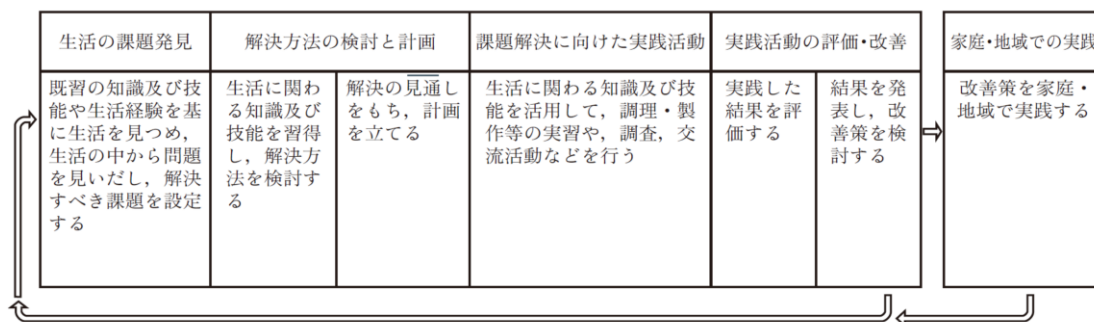 生活の課題発見
解決方法の検討と計画
課題解決に向けた実践活動
実践活動の評価・改善
家庭・地域での実践
既習の知識及び技
能や生活経験を基
に生活を見つめ，
生活の中から問題
を見いだし，解決
すべき課題を設定
する
生活に関わ
る知識及び
技能を習得
し，解決方
法を検討す
る
解決の見通し
をもち，計画
を立てる
生活に関わる知識及び技
能を活用して，調理・製
作等の実習や，調査，交
流活動などを行う
実践した
結果を評
価する
結果を発
表し，改
善策を検
討する
改善策を家庭・
地域で実践する